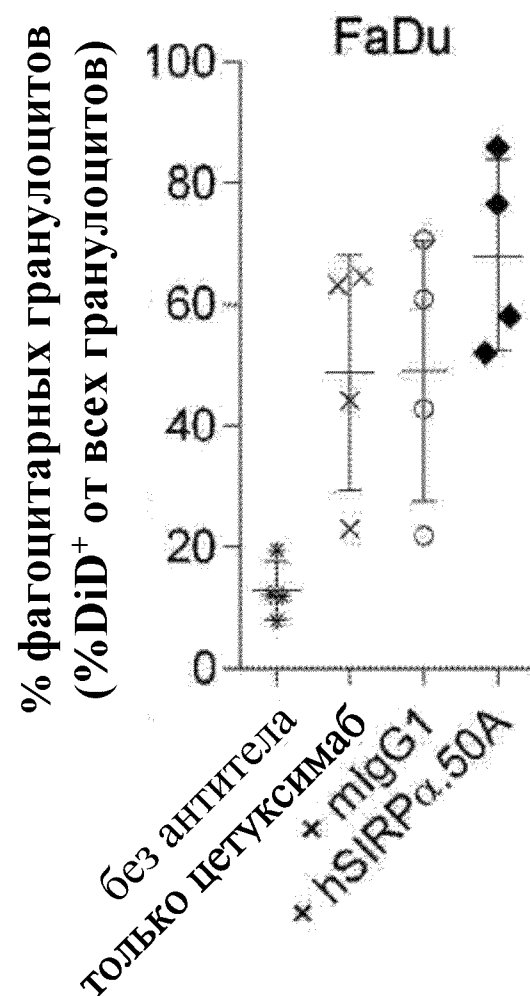 FaDu
% фагоцитарных гранулоцитов
(%DiD⁺ от всех гранулоцитов)
100
80
60
40
20
0
без антитела
только цетуксимаб
+ mIgG1
+ hSIRPα.50A